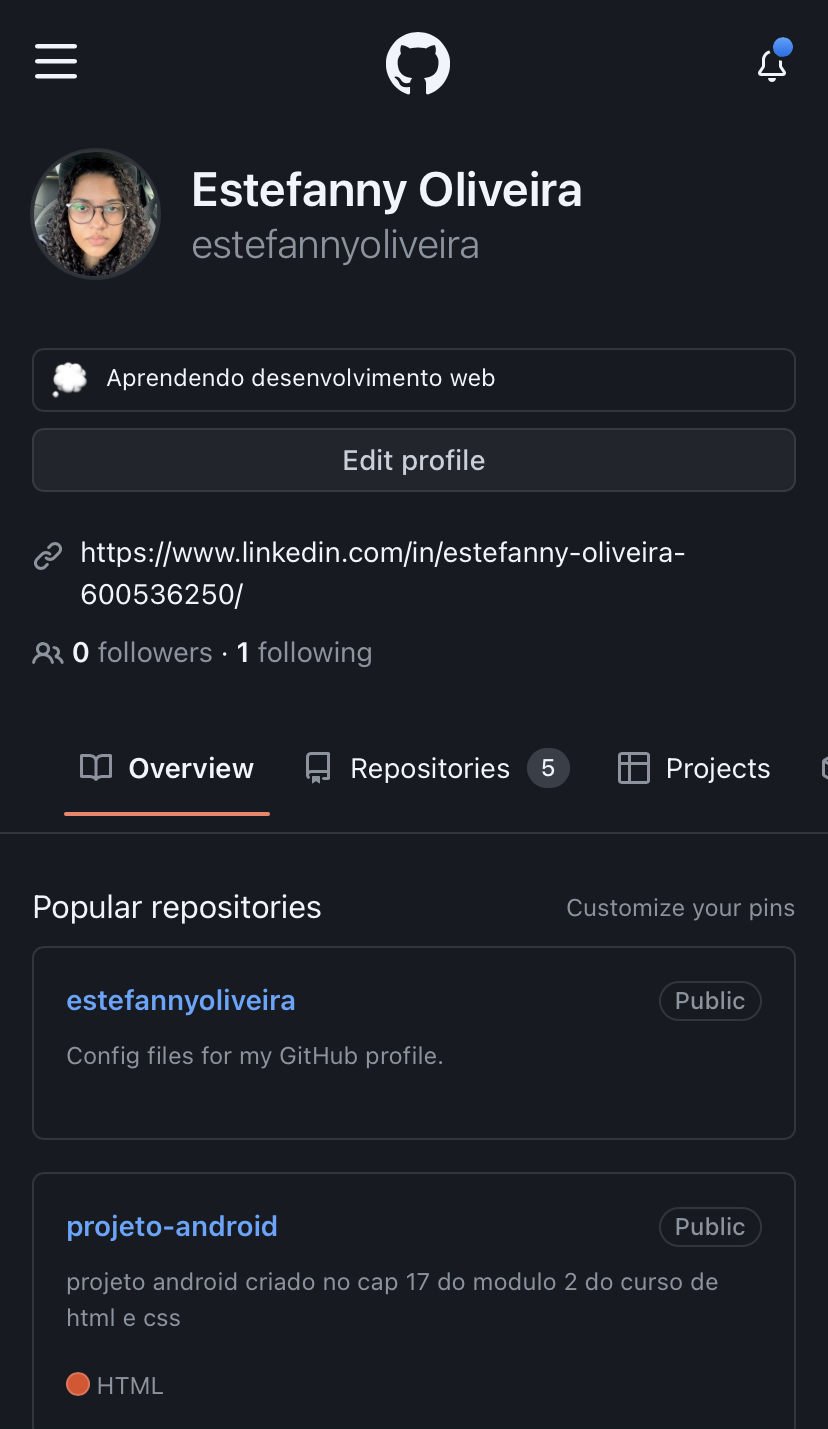 Estefanny Oliveira
estefannyoliveira
Aprendendo desenvolvimento web
Edit profile
https://www.linkedin.com/in/estefanny-oliveira-
600536250/
0 followers · 1 following
Overview Repositories 5 Projects
Popular repositories Customize your pins
estefannyoliveira Public
Config files for my GitHub profile.
projeto-android Public
projeto android criado no cap 17 do modulo 2 do curso de
html e css
HTML